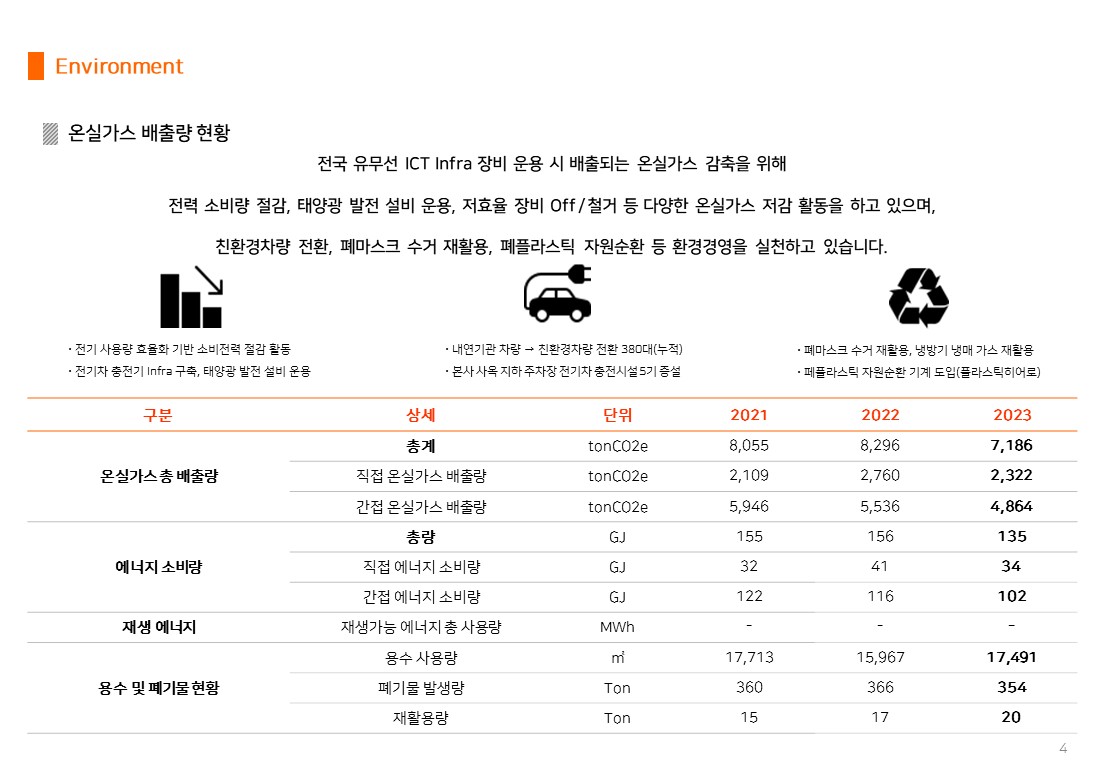 Environment
온실가스 배출량 현황
전국 유무선 ICT Infra 장비 운용 시 배출되는 온실가스 감축을 위해
전력 소비량 절감, 태양광 발전 설비 운용, 저효율 장비 Off/철거 등 다양한 온실가스 저감 활동을 하고 있으며,
친환경차량 전환, 폐마스크 수거 재활용, 폐플라스틱 자원순환 등 환경경영을 실천하고 있습니다.
· 전기 사용량 효율화 기반 소비전력 절감 활동
· 전기차 충전기 Infra 구축, 태양광 발전 설비 운용
· 내연기관 차량 → 친환경차량 전환 380대(누적)
· 본사 사옥 지하 주차장 전기차 충전시설 5기 증설
· 폐마스크 수거 재활용, 냉방기 냉매 가스 재활용
· 페플라스틱 자원순환 기계 도입(플라스틱히어로)
구분 상세 단위 2021 2022 2023
온실가스 총 배출량 총계 tonCO2e 8,055 8,296 7,186
직접 온실가스 배출량 tonCO2e 2,109 2,760 2,322
간접 온실가스 배출량 tonCO2e 5,946 5,536 4,864
에너지 소비량 총량 GJ 155 156 135
직접 에너지 소비량 GJ 32 41 34
간접 에너지 소비량 GJ 122 116 102
재생 에너지 재생가능 에너지 총 사용량 MWh - - -
용수 및 폐기물 현황 용수 사용량 ㎥ 17,713 15,967 17,491
폐기물 발생량 Ton 360 366 354
재활용량 Ton 15 17 20
4